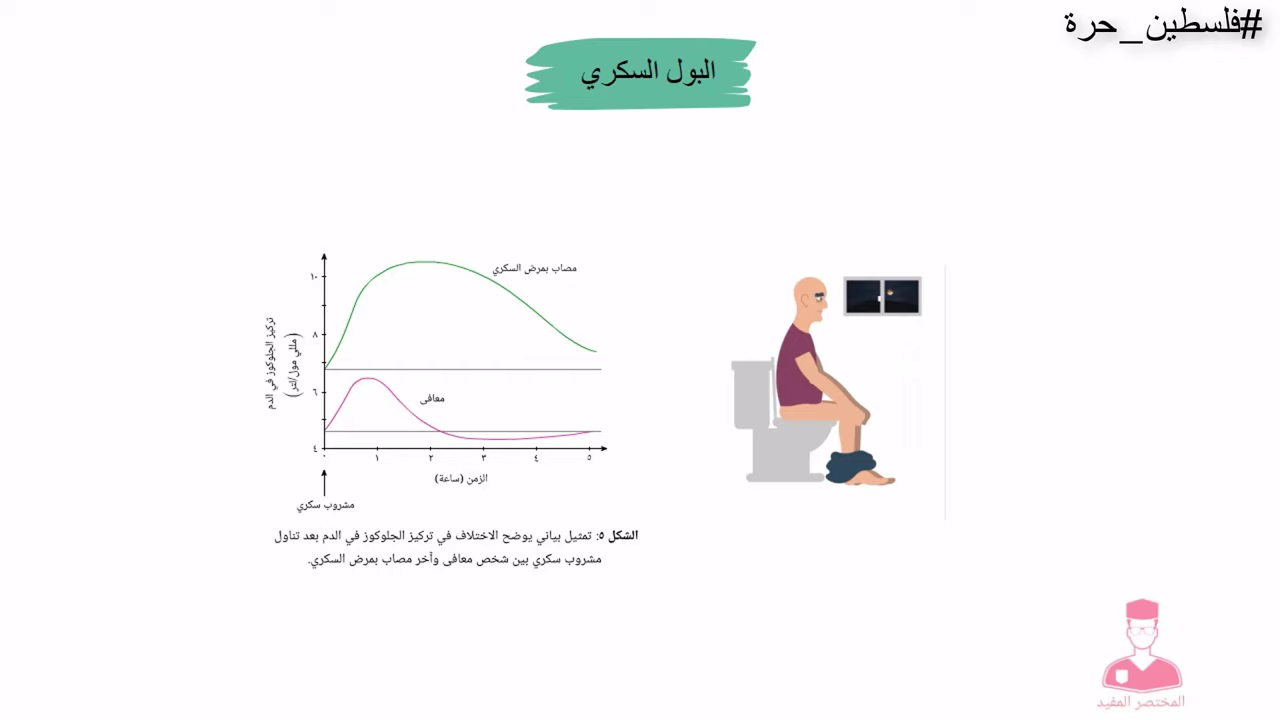 #فلسطين_حرة
البول السكري
مصاب بمرض السكري
معافى
تركيز الجلوكوز في الدم
(مللي مول/لتر)
١٠
٨
٦
٤
٠ ١ ٢ ٣ ٤ ٥
الزمن (ساعة)
مشروب سكري
الشكل ٥: تمثيل بياني يوضح الاختلاف في تركيز الجلوكوز في الدم بعد تناول
مشروب سكري بين شخص معافى وآخر مصاب بمرض السكري.
المختصر المفيد